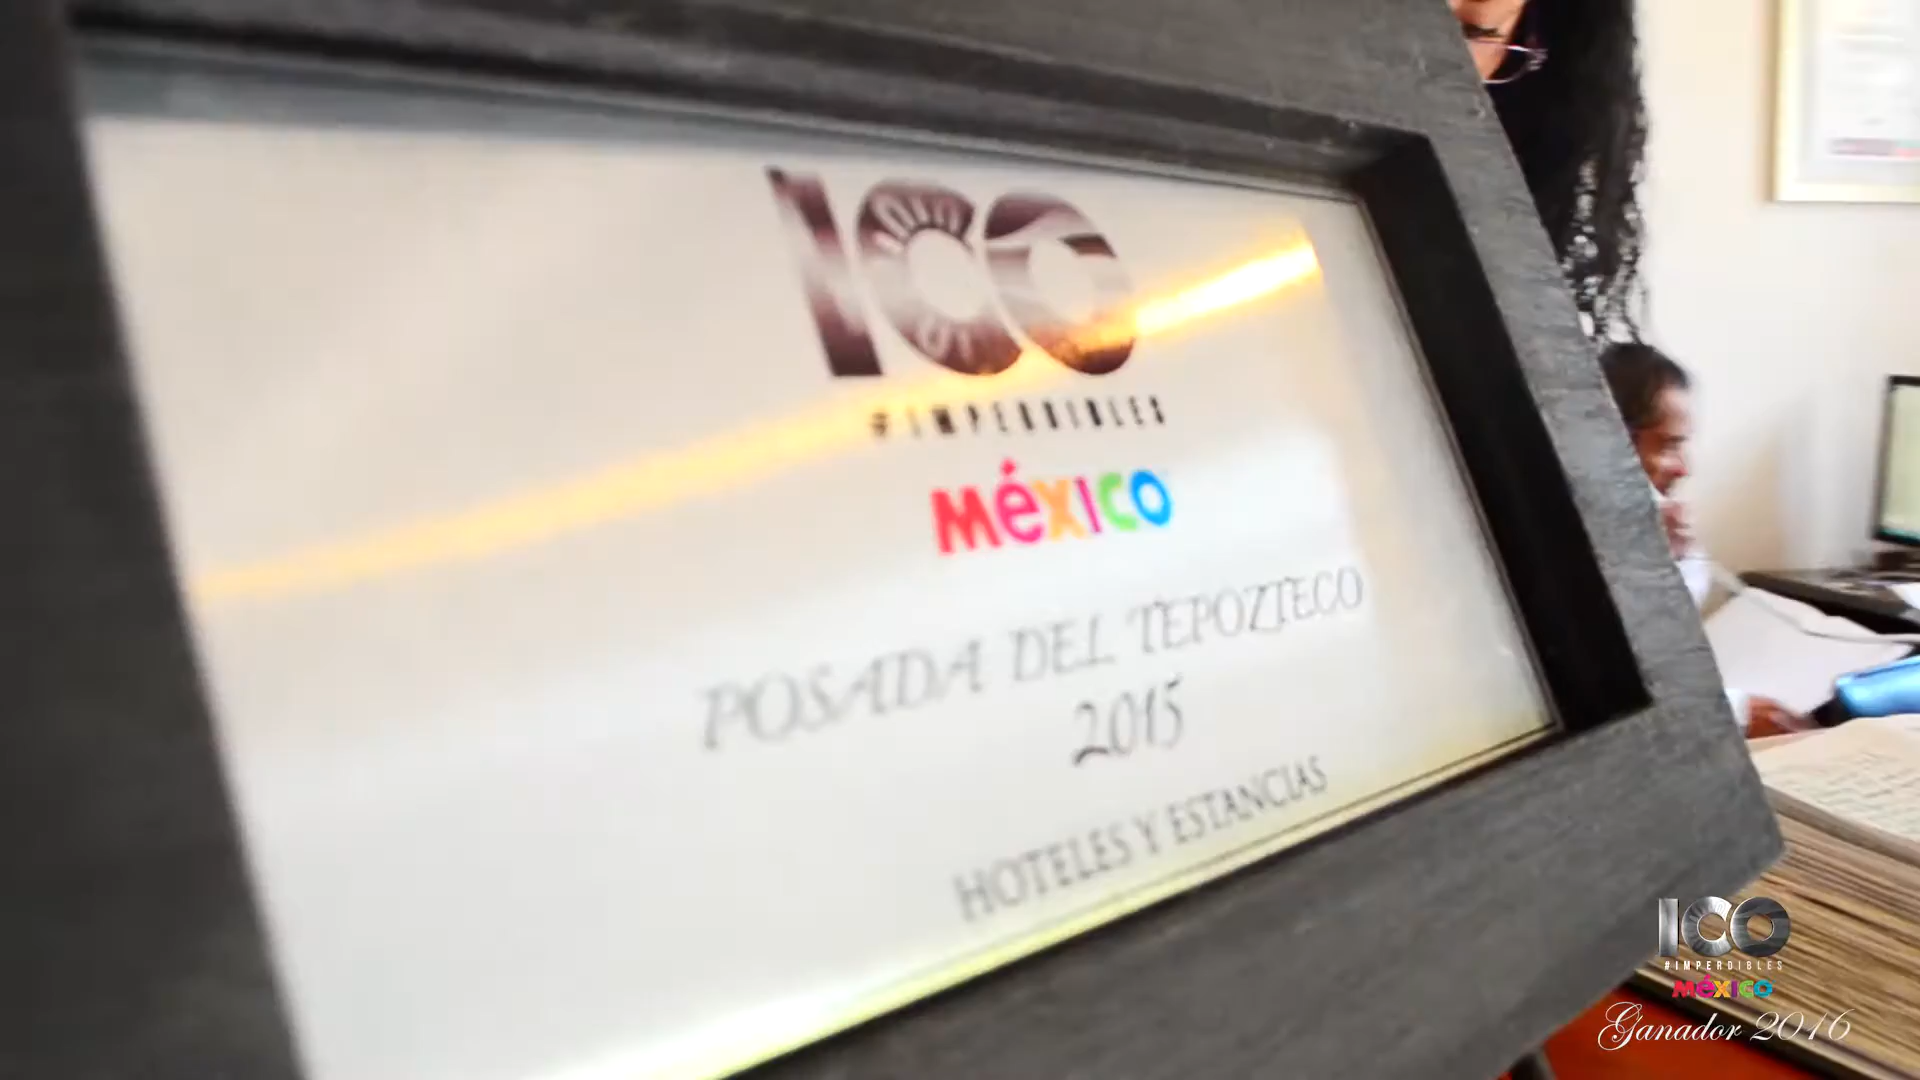 100
#IMPERDIBLES
México
POSADA DEL TEPOZTECO
2015
HOTELES Y ESTANCIAS
100
#IMPERDIBLES
México
Ganador 2016